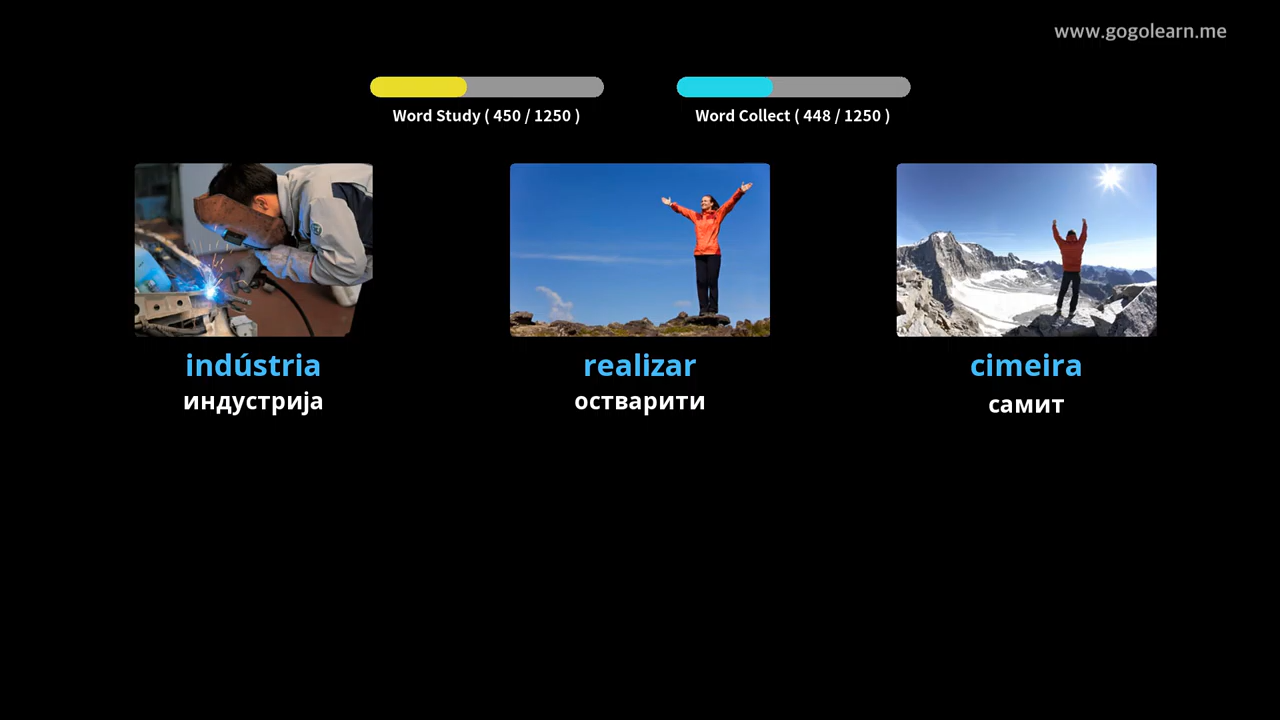 www.gogolearn.me
Word Study ( 450 / 1250 )
Word Collect ( 448 / 1250 )
indústria
индустрија
realizar
остварити
cimeira
самит